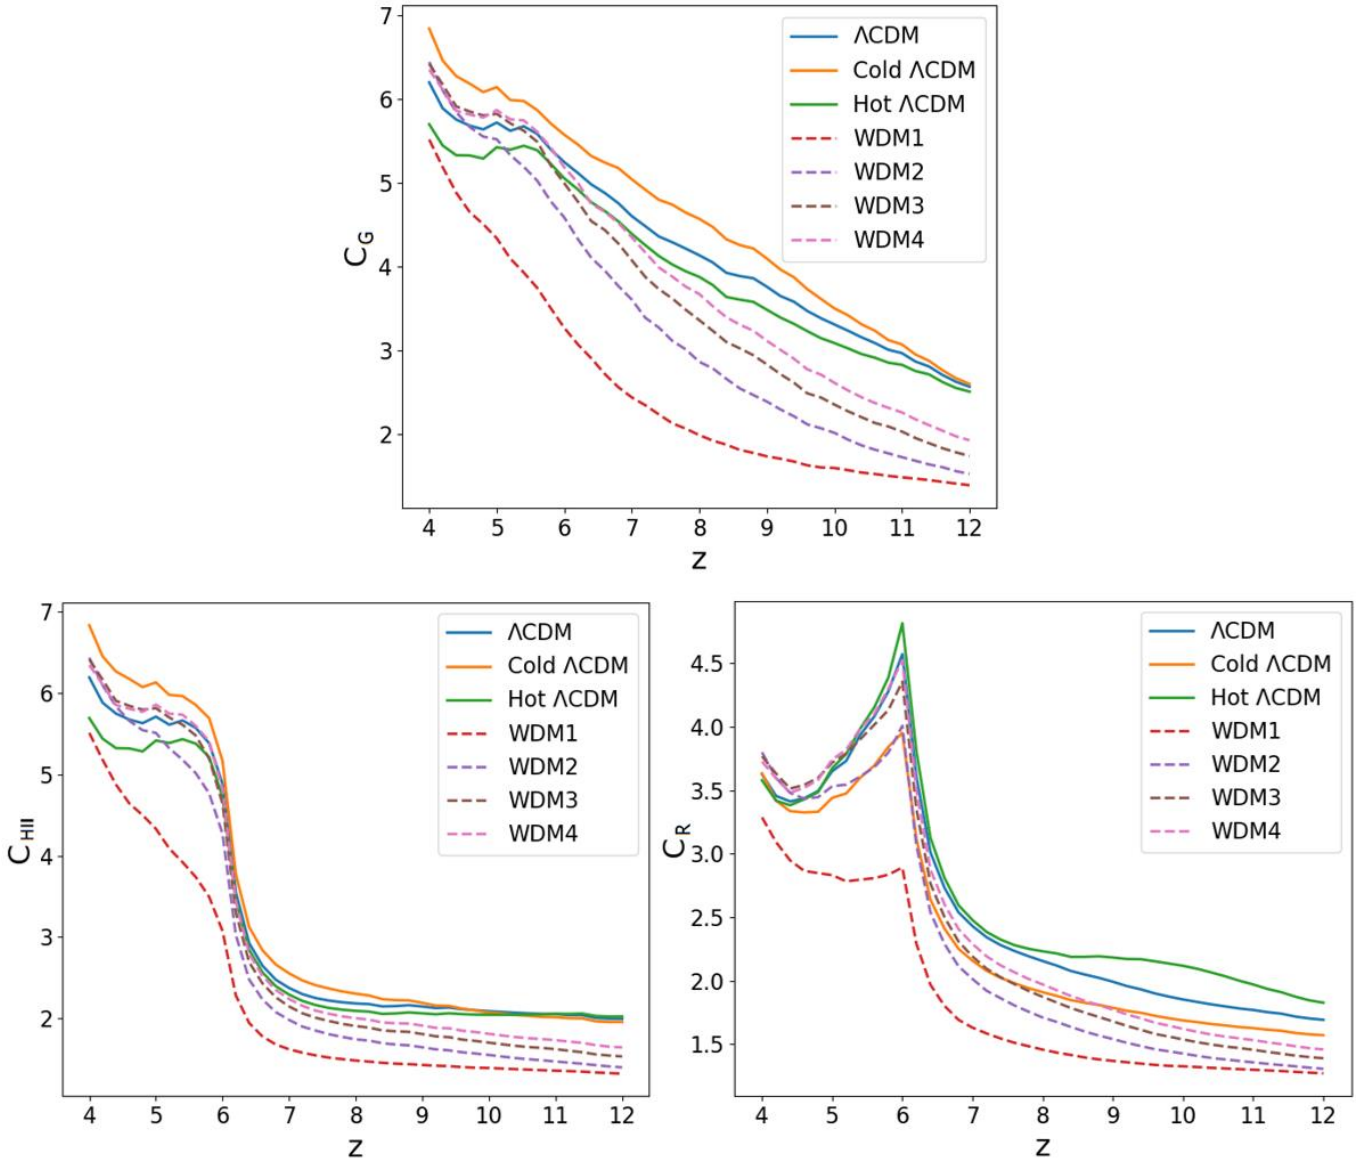 7
6
5
4
3
2
C_G
4 5 6 7 8 9 10 11 12
z
ΛCDM
Cold ΛCDM
Hot ΛCDM
WDM1
WDM2
WDM3
WDM4
7
6
5
4
3
2
C_HII
4 5 6 7 8 9 10 11 12
z
ΛCDM
Cold ΛCDM
Hot ΛCDM
WDM1
WDM2
WDM3
WDM4
4.5
4.0
3.5
3.0
2.5
2.0
1.5
C_R
4 5 6 7 8 9 10 11 12
z
ΛCDM
Cold ΛCDM
Hot ΛCDM
WDM1
WDM2
WDM3
WDM4